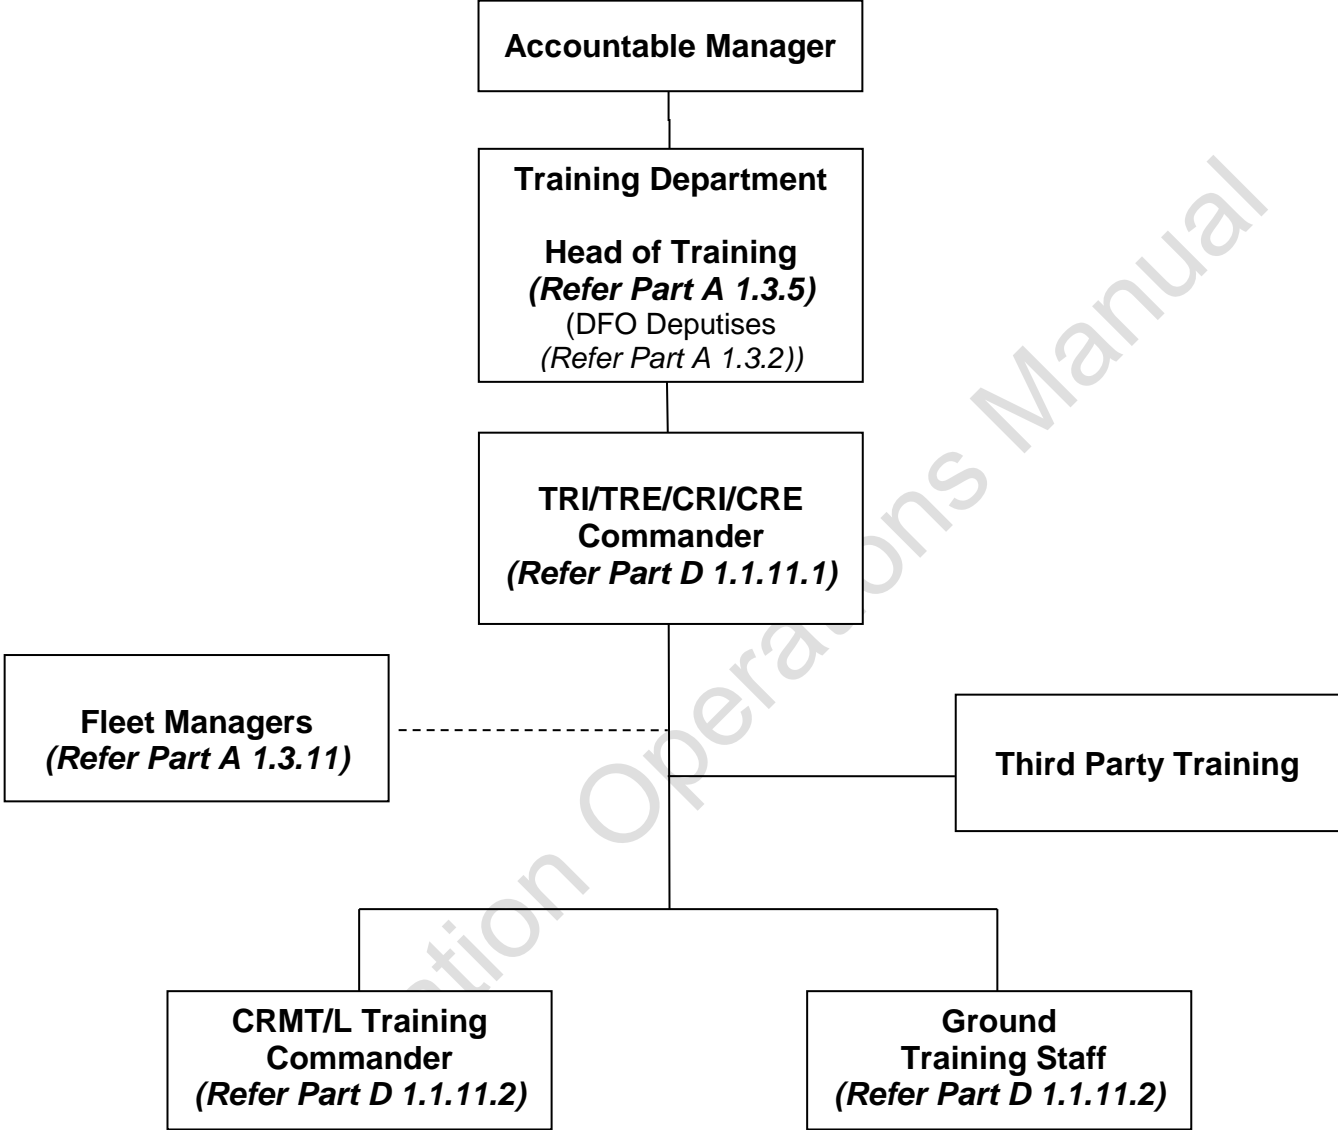 Accountable Manager
Training Department
Head of Training
(Refer Part A 1.3.5)
(DFO Deputises
(Refer Part A 1.3.2))
TRI/TRE/CRI/CRE
Commander
(Refer Part D 1.1.11.1)
Fleet Managers
(Refer Part A 1.3.11)
Third Party Training
CRMT/L Training
Commander
(Refer Part D 1.1.11.2)
Ground
Training Staff
(Refer Part D 1.1.11.2)
Operations Manual